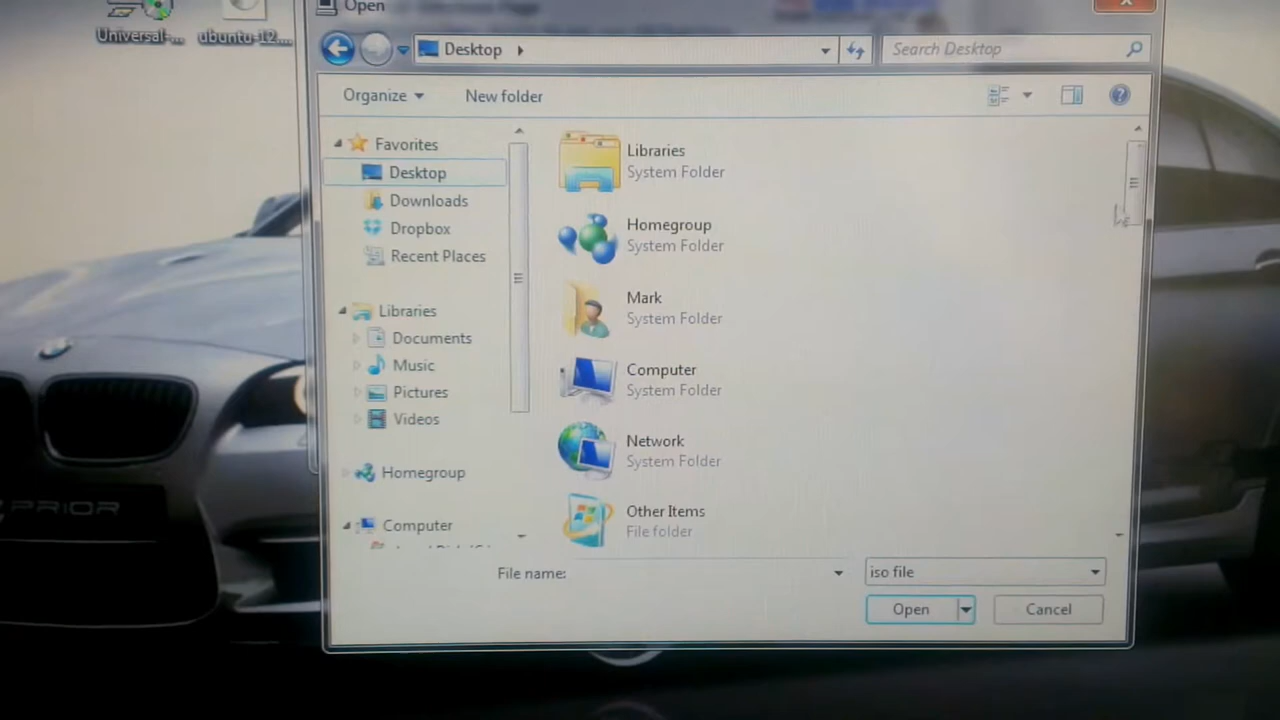 Universal-...
ubuntu-12....
Open
Desktop
Search Desktop
Organize
New folder
Favorites
Desktop
Downloads
Dropbox
Recent Places
Libraries
Documents
Music
Pictures
Videos
Homegroup
Computer
Libraries
System Folder
Homegroup
System Folder
Mark
System Folder
Computer
System Folder
Network
System Folder
Other Items
File folder
File name:
iso file
Open
Cancel
PRIOR